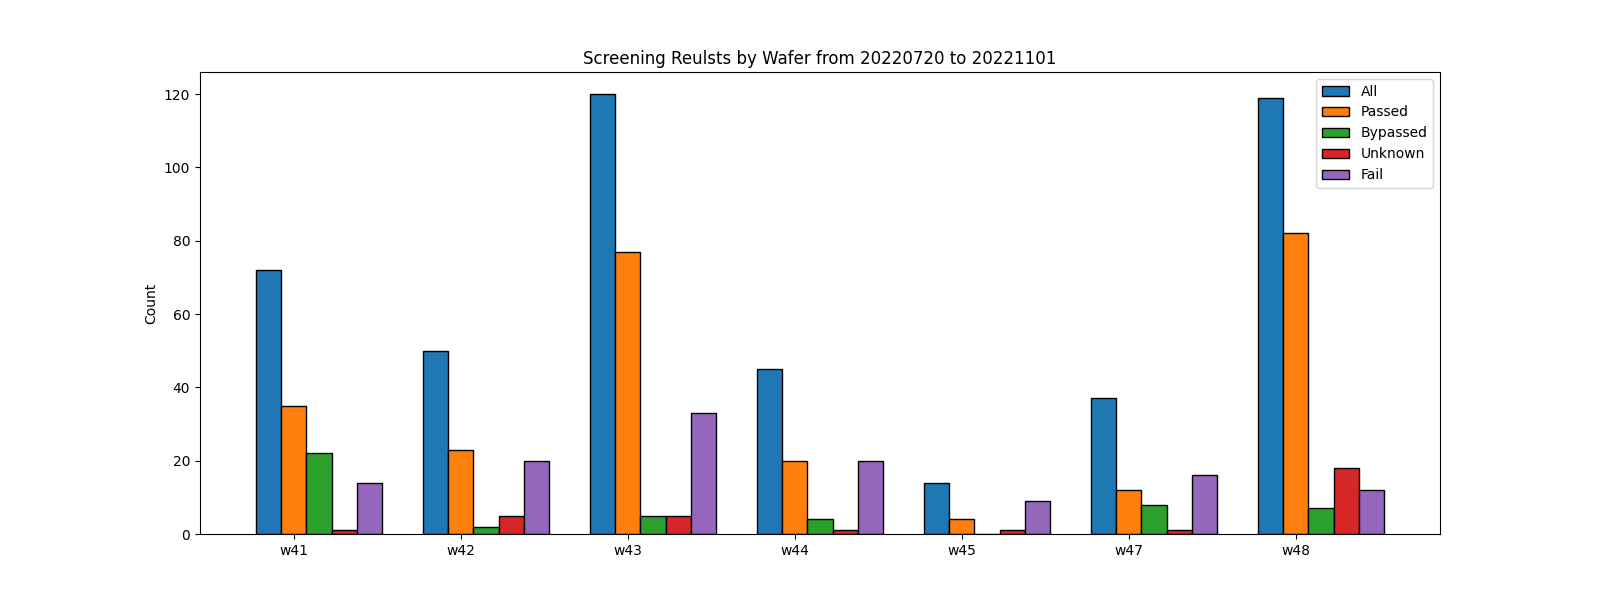 Screening Reulsts by Wafer from 20220720 to 20221101
All
Passed
Bypassed
Unknown
Fail
Count
120
100
80
60
40
20
0
w41 w42 w43 w44 w45 w47 w48